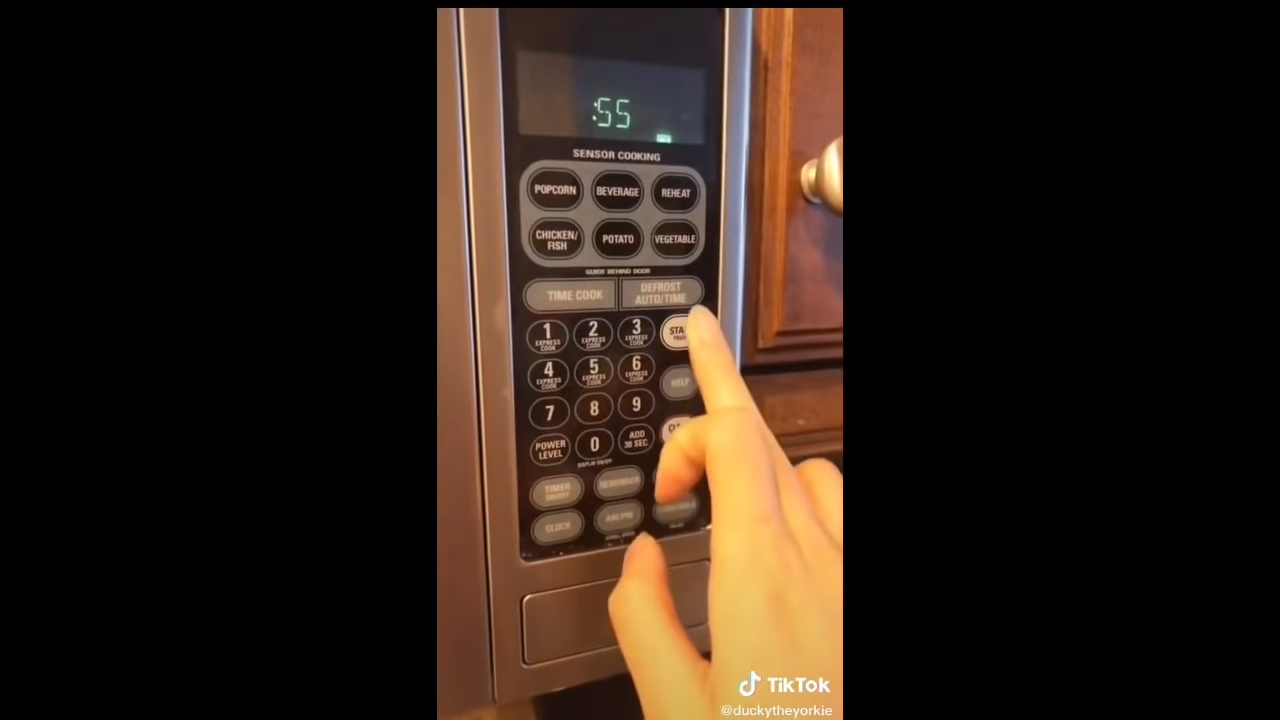 :55
SENSOR COOKING
POPCORN BEVERAGE REHEAT
CHICKEN/
FISH
POTATO VEGETABLE
GUIDE BEHIND DOOR
TIME COOK
DEFROST
AUTO/TIME
1 2 3
EXPRESS COOK EXPRESS COOK EXPRESS COOK
4 5 6
EXPRESS COOK EXPRESS COOK EXPRESS COOK
HELP
7 8 9
POWER
LEVEL
0
ADD
30 SEC
DISPLAY ON/OFF
TIMER
ON/OFF
REMINDER
CLOCK
AM/PM
TikTok
@duckytheyorkie